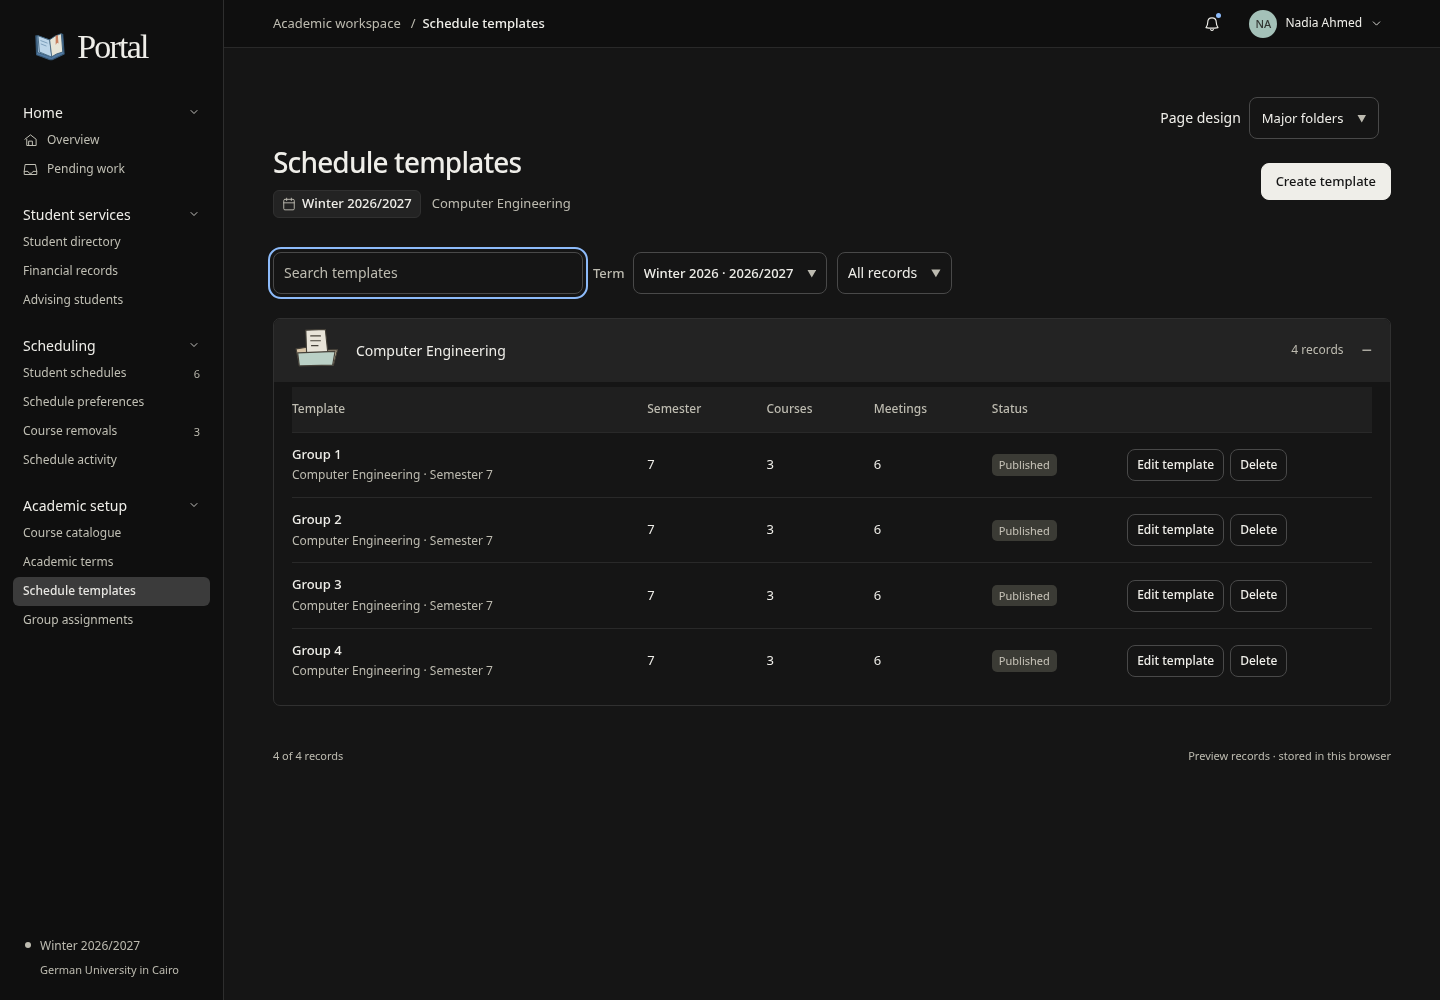 Portal
Home
Overview
Pending work
Student services
Student directory
Financial records
Advising students
Scheduling
Student schedules 6
Schedule preferences
Course removals 3
Schedule activity
Academic setup
Course catalogue
Academic terms
Schedule templates
Group assignments
Winter 2026/2027
German University in Cairo
Academic workspace / Schedule templates
NA Nadia Ahmed
Page design Major folders
Schedule templates
Create template
Winter 2026/2027 Computer Engineering
Search templates Term Winter 2026 · 2026/2027 All records
Computer Engineering 4 records
Template Semester Courses Meetings Status
Group 1
Computer Engineering · Semester 7
7 3 6 Published Edit template Delete
Group 2
Computer Engineering · Semester 7
7 3 6 Published Edit template Delete
Group 3
Computer Engineering · Semester 7
7 3 6 Published Edit template Delete
Group 4
Computer Engineering · Semester 7
7 3 6 Published Edit template Delete
4 of 4 records
Preview records · stored in this browser